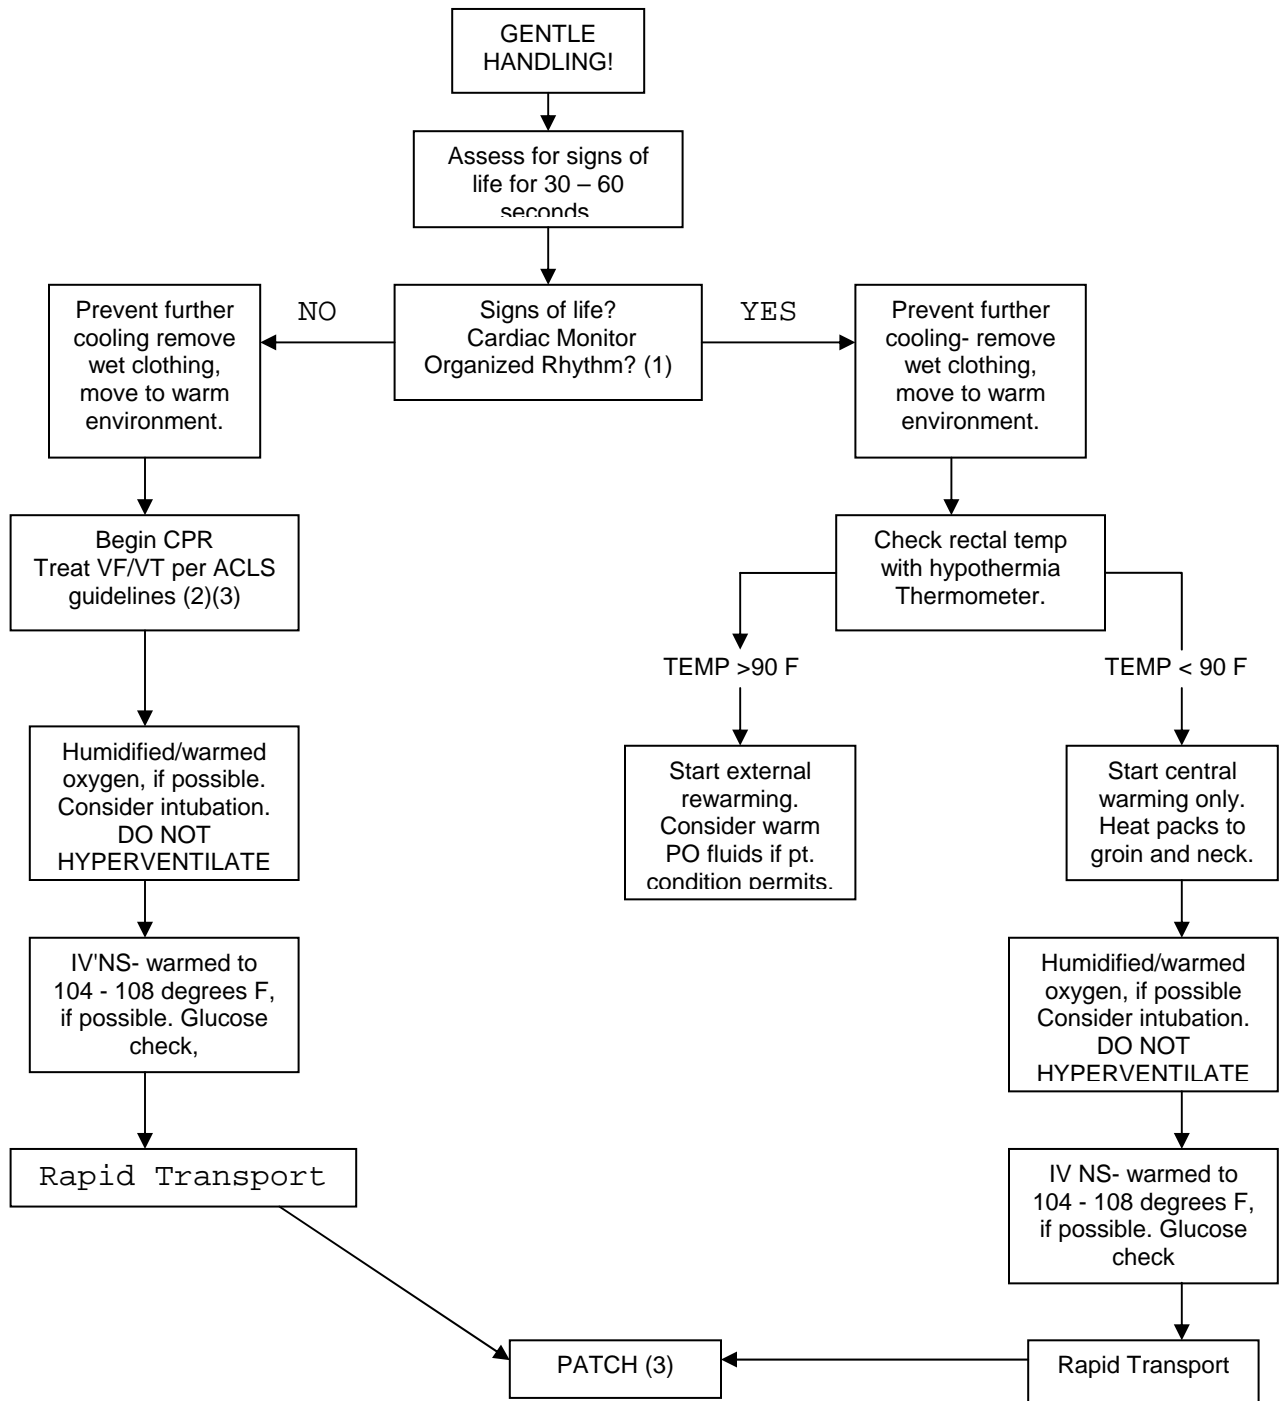 GENTLE
HANDLING!
Assess for signs of
life for 30 – 60
seconds
Prevent further
cooling remove
wet clothing,
move to warm
environment.
NO
Signs of life?
Cardiac Monitor
Organized Rhythm? (1)
YES
Prevent further
cooling- remove
wet clothing,
move to warm
environment.
Begin CPR
Treat VF/VT per ACLS
guidelines (2)(3)
Check rectal temp
with hypothermia
Thermometer.
TEMP >90 F
TEMP < 90 F
Humidified/warmed
oxygen, if possible.
Consider intubation.
DO NOT
HYPERVENTILATE
Start external
rewarming.
Consider warm
PO fluids if pt.
condition permits.
Start central
warming only.
Heat packs to
groin and neck.
IV'NS- warmed to
104 - 108 degrees F,
if possible. Glucose
check,
Humidified/warmed
oxygen, if possible
Consider intubation.
DO NOT
HYPERVENTILATE
Rapid Transport
IV NS- warmed to
104 - 108 degrees F,
if possible. Glucose
check
PATCH (3)
Rapid Transport